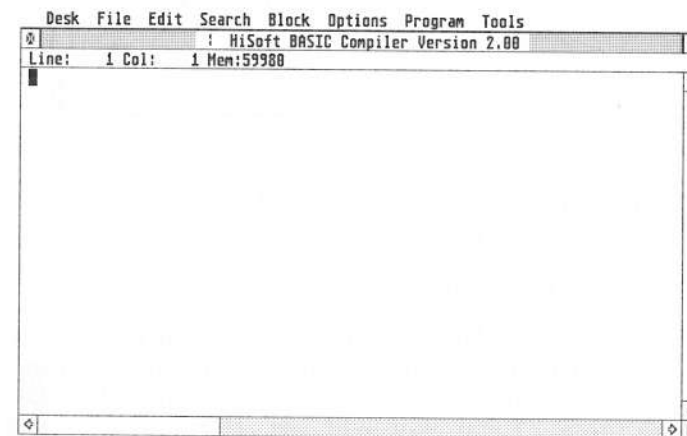 Desk File Edit Search Block Options Program Tools
: HiSoft BASIC Compiler Version 2.00
Line: 1 Col: 1 Mem:59980